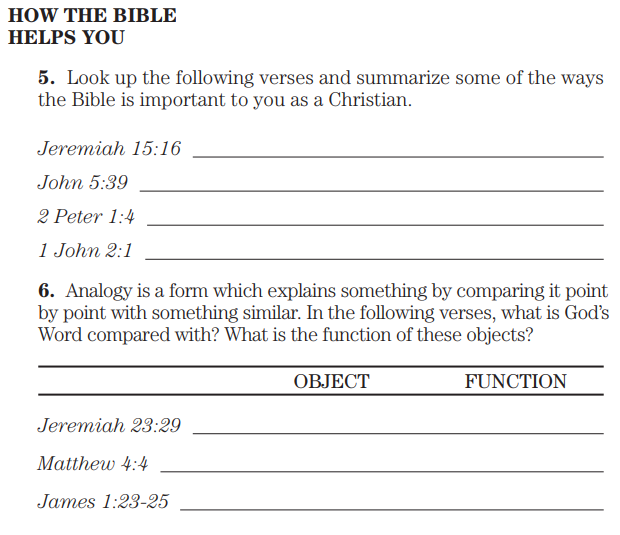 HOW THE BIBLE
HELPS YOU
5. Look up the following verses and summarize some of the ways
the Bible is important to you as a Christian.
Jeremiah 15:16
John 5:39
2 Peter 1:4
1 John 2:1
6. Analogy is a form which explains something by comparing it point
by point with something similar. In the following verses, what is God’s
Word compared with? What is the function of these objects?
OBJECT FUNCTION
Jeremiah 23:29
Matthew 4:4
James 1:23-25